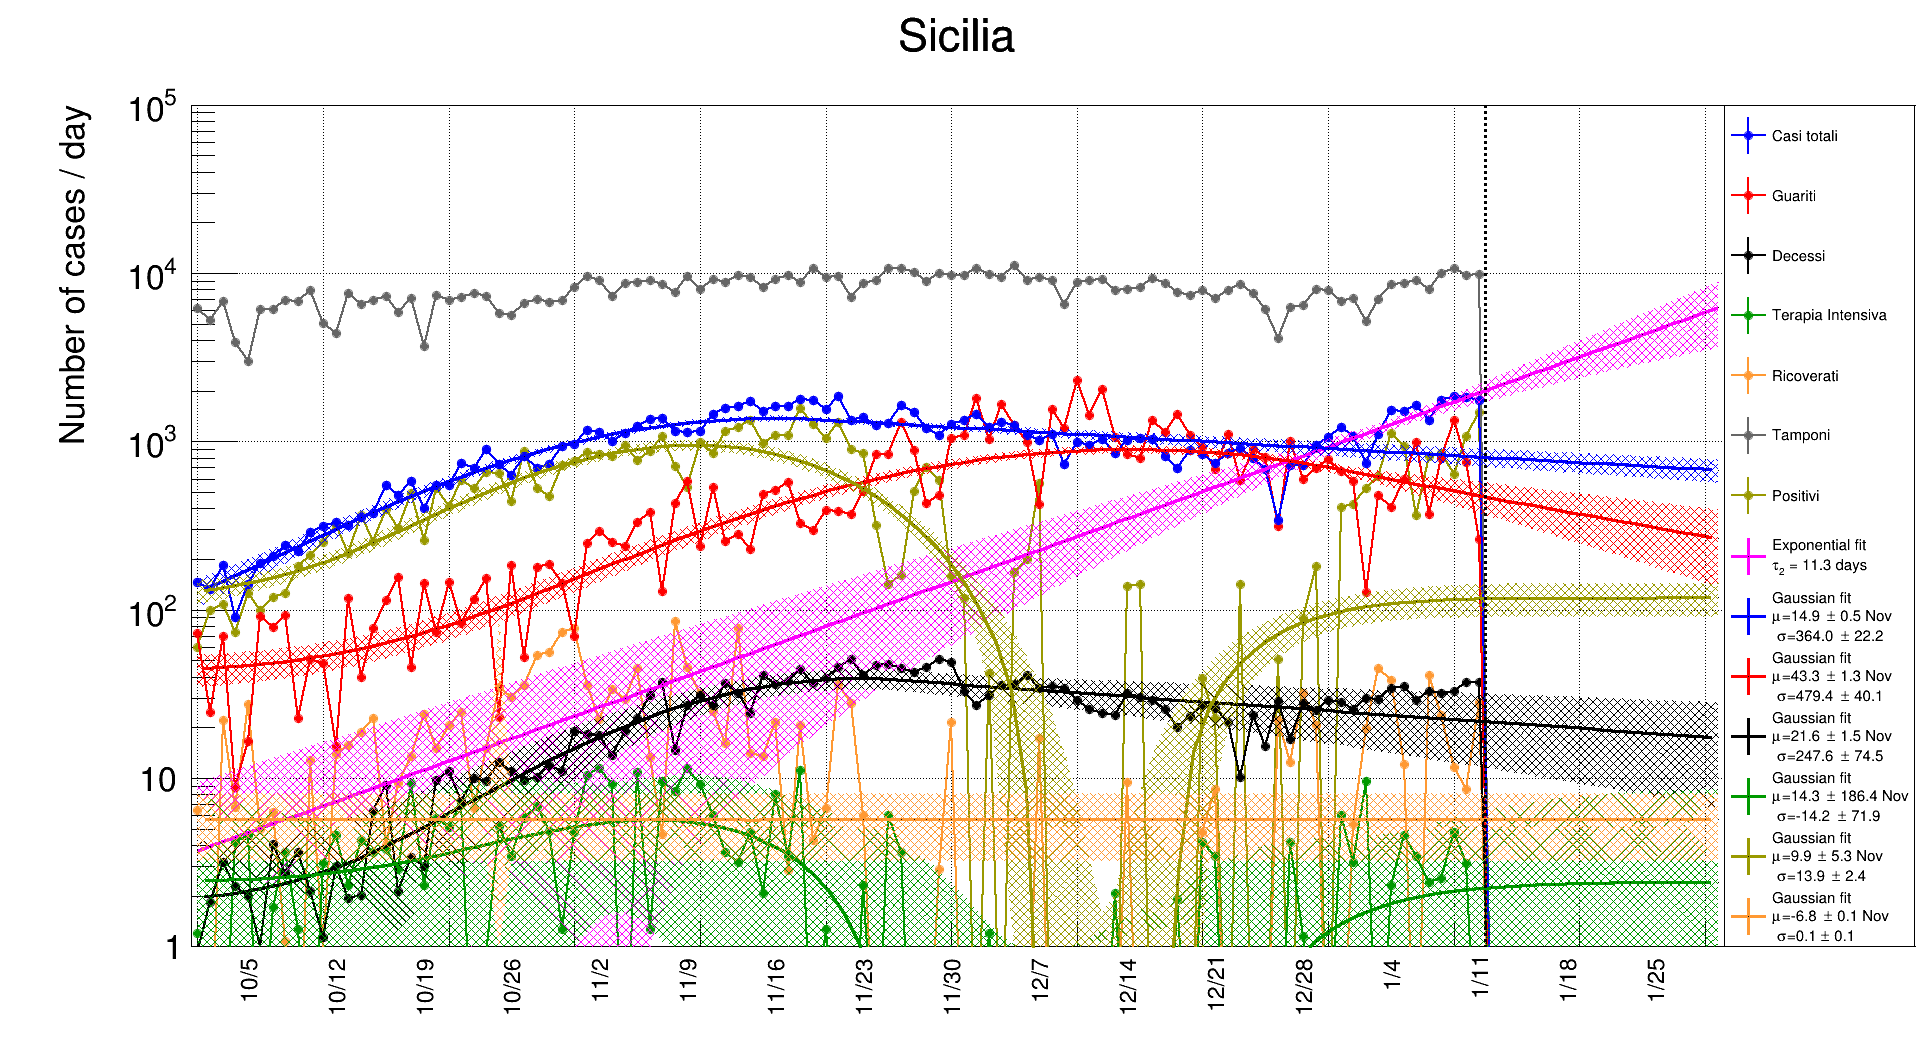 Sicilia
Number of cases / day
10^5
10^4
10^3
10^2
10
1
10/5
10/12
10/19
10/26
11/2
11/9
11/16
11/23
11/30
12/7
12/14
12/21
12/28
1/4
1/11
1/18
1/25
Casi totali
Guariti
Decessi
Terapia Intensiva
Ricoverati
Tamponi
Positivi
Exponential fit
τ₂ = 11.3 days
Gaussian fit
μ=14.9 ± 0.5 Nov
σ=364.0 ± 22.2
Gaussian fit
μ=43.3 ± 1.3 Nov
σ=479.4 ± 40.1
Gaussian fit
μ=21.6 ± 1.5 Nov
σ=247.6 ± 74.5
Gaussian fit
μ=14.3 ± 186.4 Nov
σ=-14.2 ± 71.9
Gaussian fit
μ=9.9 ± 5.3 Nov
σ=13.9 ± 2.4
Gaussian fit
μ=-6.8 ± 0.1 Nov
σ=0.1 ± 0.1